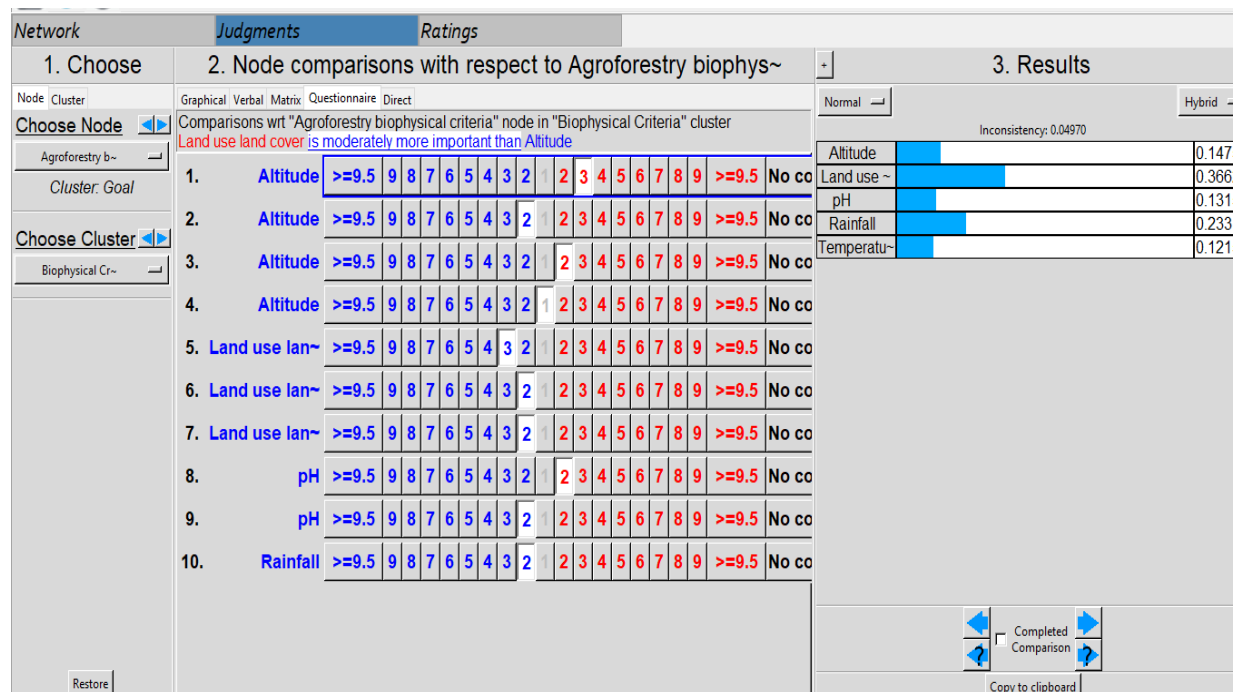 Network Judgments Ratings
1. Choose
Node Cluster
Choose Node
Agroforestry b~
Cluster: Goal
Choose Cluster
Biophysical Cr~
Restore
2. Node comparisons with respect to Agroforestry biophys~
Graphical Verbal Matrix Questionnaire Direct
Comparisons wrt "Agroforestry biophysical criteria" node in "Biophysical Criteria" cluster
Land use land cover is moderately more important than Altitude
1. Altitude >=9.5 9 8 7 6 5 4 3 2 1 2 3 4 5 6 7 8 9 >=9.5 No co
2. Altitude >=9.5 9 8 7 6 5 4 3 2 1 2 3 4 5 6 7 8 9 >=9.5 No co
3. Altitude >=9.5 9 8 7 6 5 4 3 2 1 2 3 4 5 6 7 8 9 >=9.5 No co
4. Altitude >=9.5 9 8 7 6 5 4 3 2 1 2 3 4 5 6 7 8 9 >=9.5 No co
5. Land use lan~ >=9.5 9 8 7 6 5 4 3 2 1 2 3 4 5 6 7 8 9 >=9.5 No co
6. Land use lan~ >=9.5 9 8 7 6 5 4 3 2 1 2 3 4 5 6 7 8 9 >=9.5 No co
7. Land use lan~ >=9.5 9 8 7 6 5 4 3 2 1 2 3 4 5 6 7 8 9 >=9.5 No co
8. pH >=9.5 9 8 7 6 5 4 3 2 1 2 3 4 5 6 7 8 9 >=9.5 No co
9. pH >=9.5 9 8 7 6 5 4 3 2 1 2 3 4 5 6 7 8 9 >=9.5 No co
10. Rainfall >=9.5 9 8 7 6 5 4 3 2 1 2 3 4 5 6 7 8 9 >=9.5 No co
+ 3. Results
Normal Hybrid
Inconsistency: 0.04970
Altitude 0.147
Land use ~ 0.366
pH 0.131
Rainfall 0.233
Temperatu~ 0.121
Completed
Comparison
? ?
Copy to clipboard